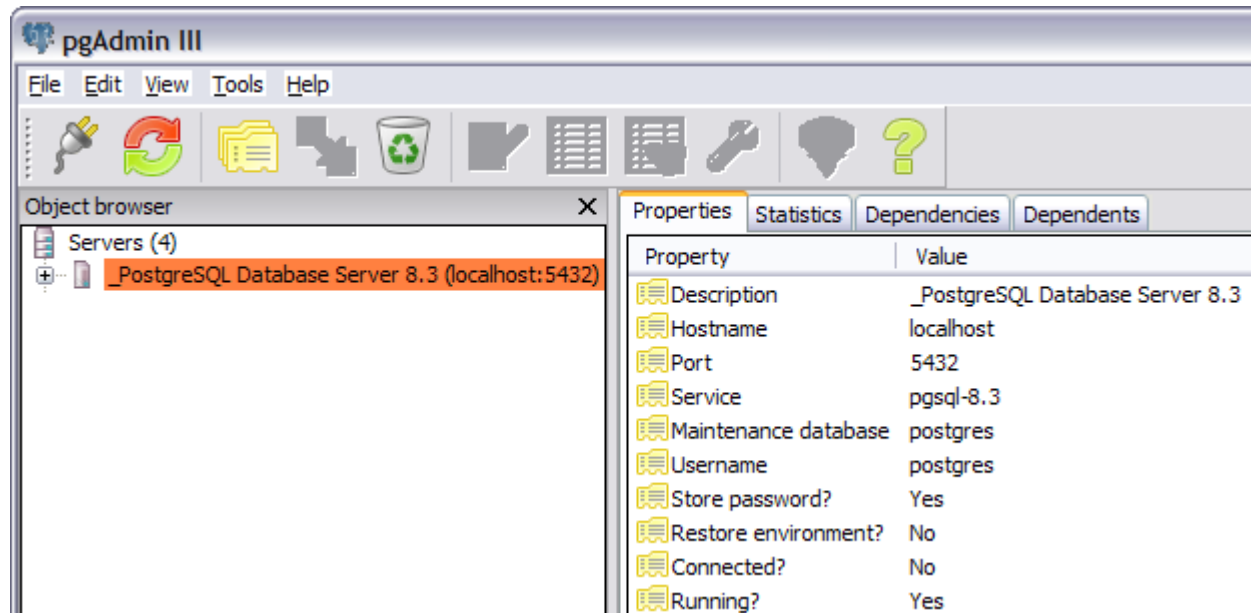 pgAdmin III
File Edit View Tools Help
Object browser
Servers (4)
_PostgreSQL Database Server 8.3 (localhost:5432)
Properties Statistics Dependencies Dependents
Property Value
Description _PostgreSQL Database Server 8.3
Hostname localhost
Port 5432
Service pgsql-8.3
Maintenance database postgres
Username postgres
Store password? Yes
Restore environment? No
Connected? No
Running? Yes